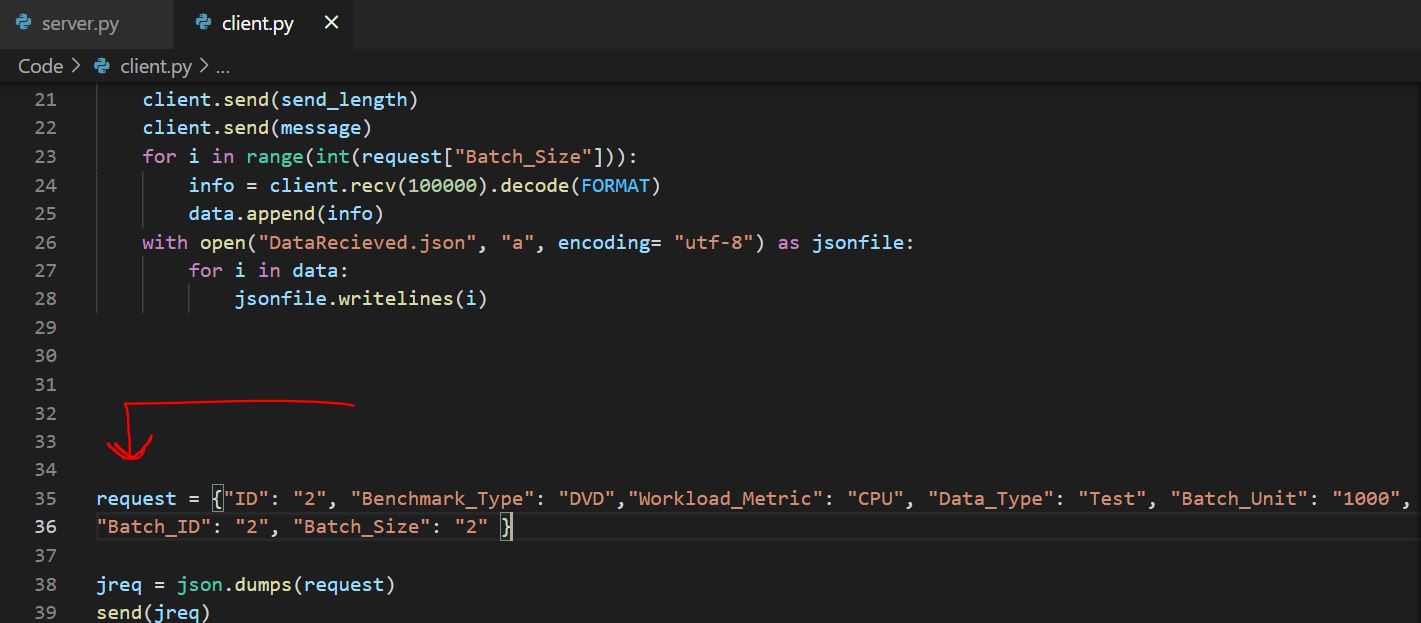 server.py client.py ×
Code > client.py > ...
21 client.send(send_length)
22 client.send(message)
23 for i in range(int(request["Batch_Size"])):
24 info = client.recv(100000).decode(FORMAT)
25 data.append(info)
26 with open("DataRecieved.json", "a", encoding= "utf-8") as jsonfile:
27 for i in data:
28 jsonfile.writelines(i)
29
30
31
32
33
34
35 request = {"ID": "2", "Benchmark_Type": "DVD","Workload_Metric": "CPU", "Data_Type": "Test", "Batch_Unit": "1000",
36 "Batch_ID": "2", "Batch_Size": "2" }
37
38 jreq = json.dumps(request)
39 send(jreq)